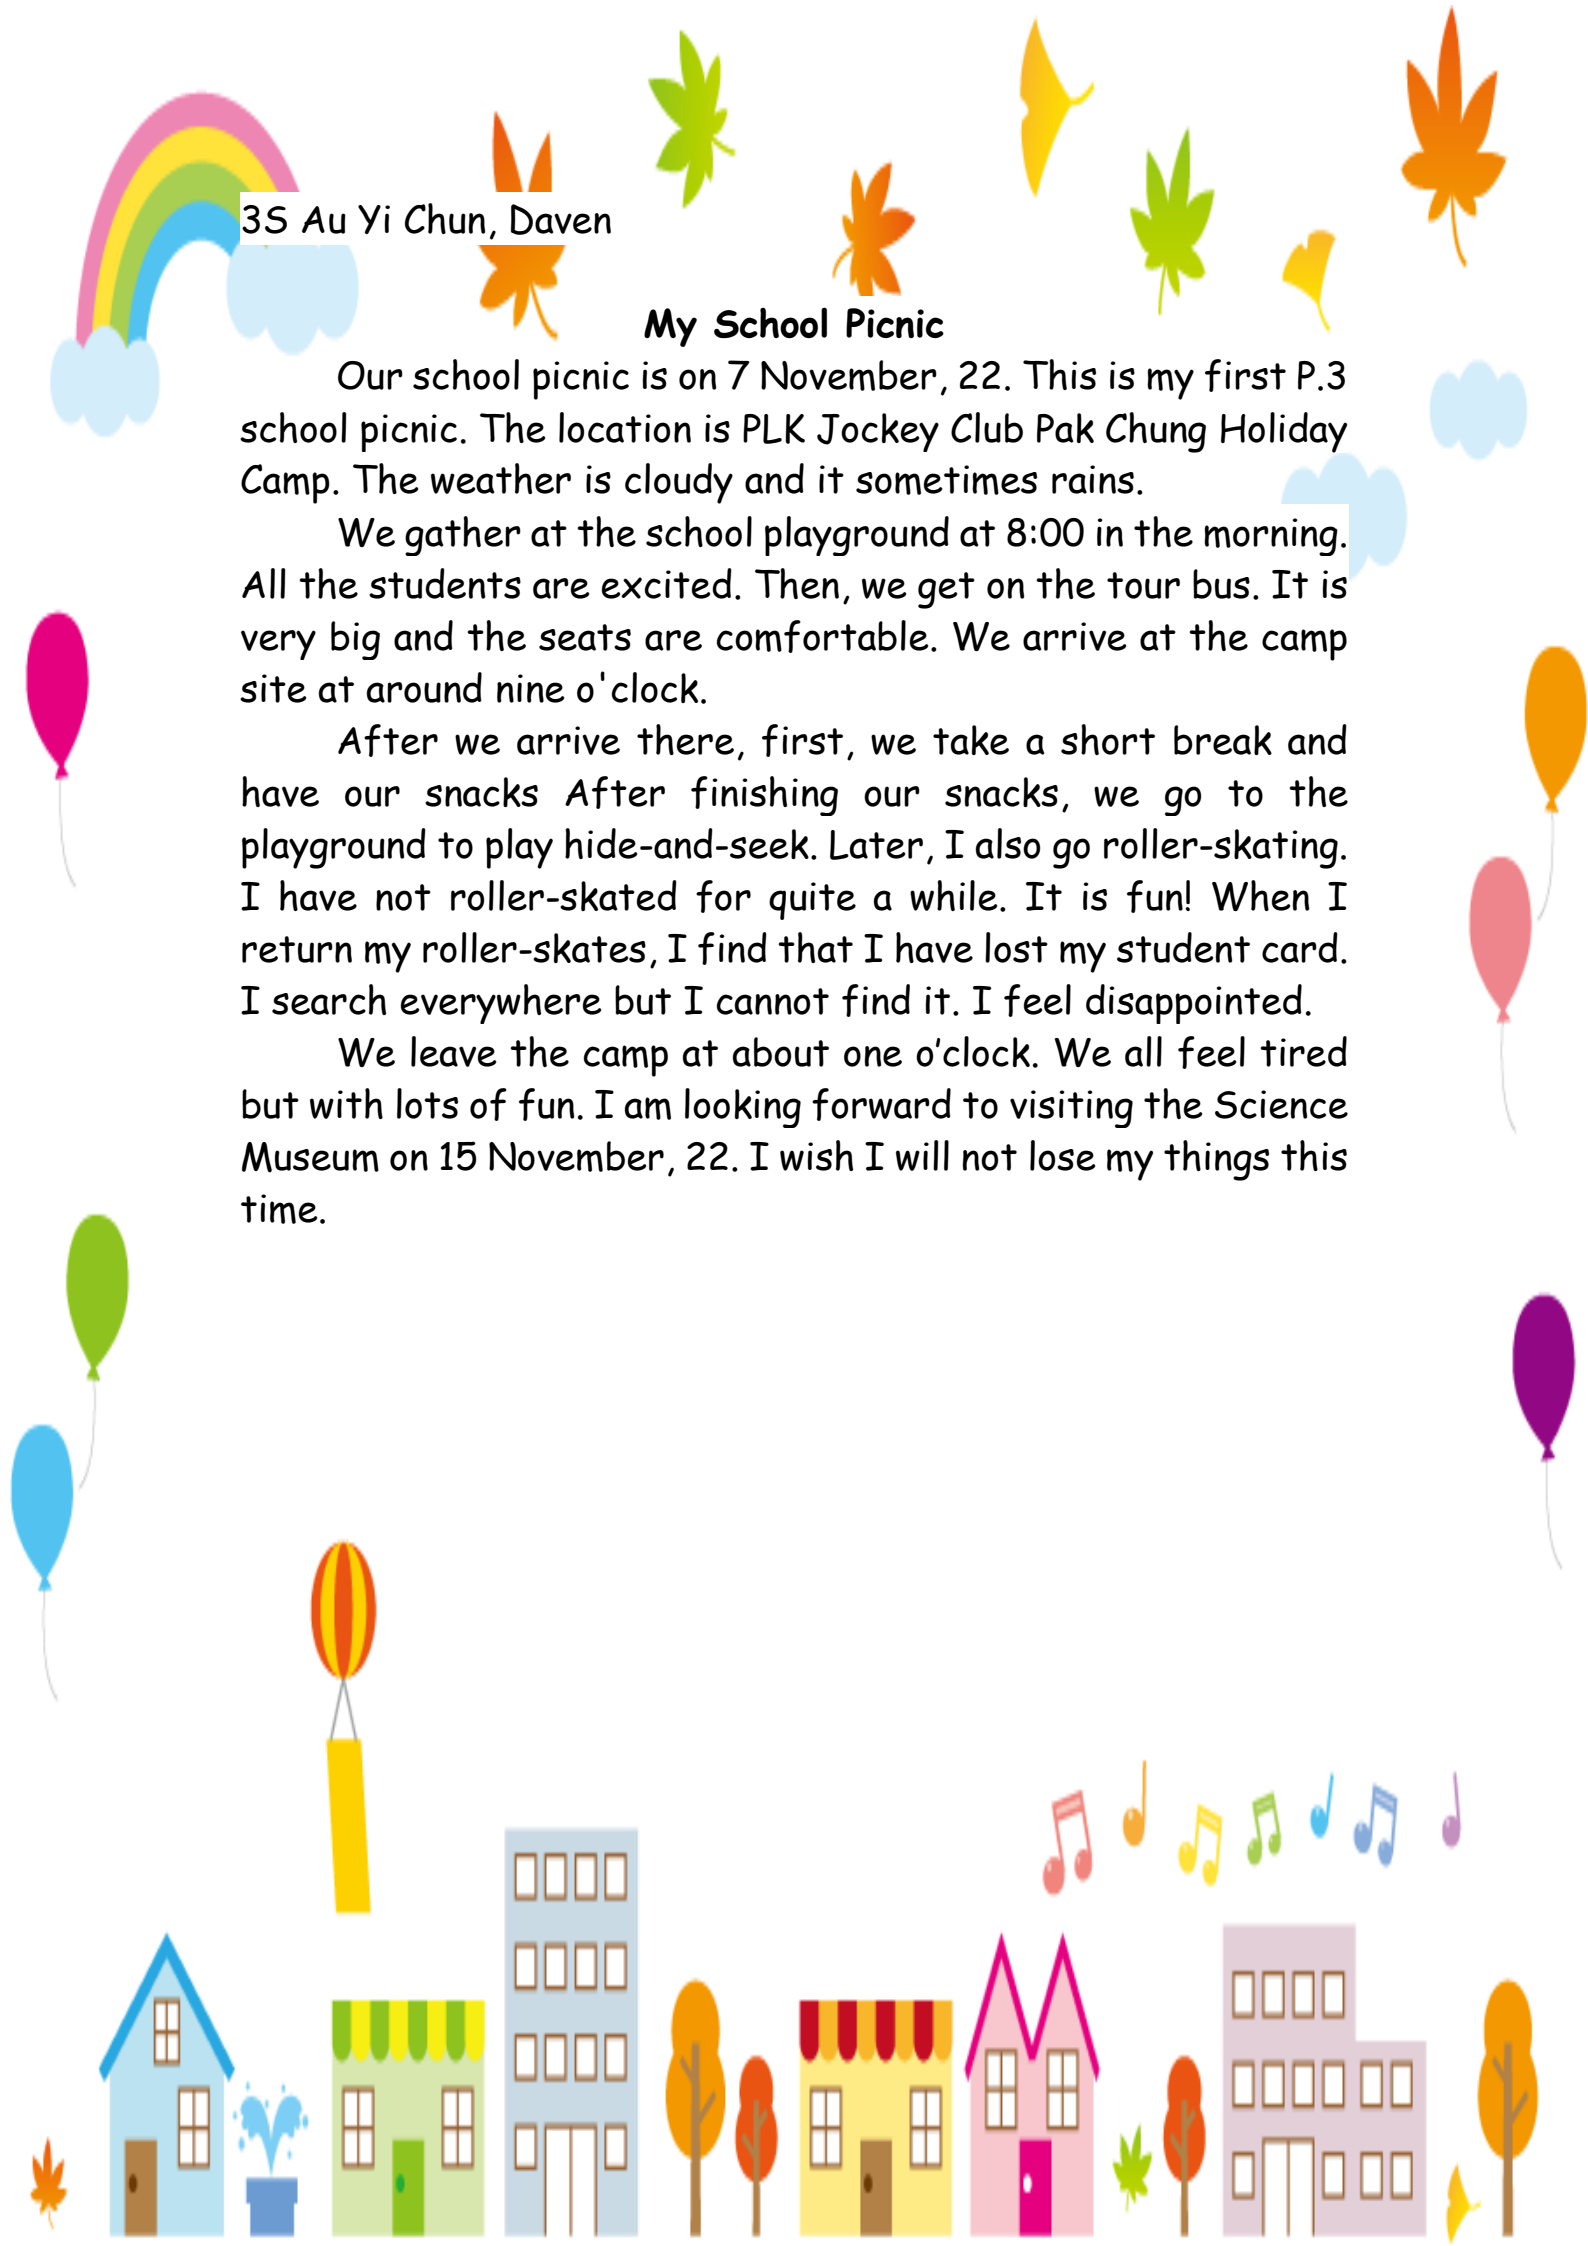 3S Au Yi Chun, Daven
My School Picnic
Our school picnic is on 7 November, 22. This is my first P.3
school picnic. The location is PLK Jockey Club Pak Chung Holiday
Camp. The weather is cloudy and it sometimes rains.
We gather at the school playground at 8:00 in the morning.
All the students are excited. Then, we get on the tour bus. It is
very big and the seats are comfortable. We arrive at the camp
site at around nine o'clock.
After we arrive there, first, we take a short break and
have our snacks After finishing our snacks, we go to the
playground to play hide-and-seek. Later, I also go roller-skating.
I have not roller-skated for quite a while. It is fun! When I
return my roller-skates, I find that I have lost my student card.
I search everywhere but I cannot find it. I feel disappointed.
We leave the camp at about one o’clock. We all feel tired
but with lots of fun. I am looking forward to visiting the Science
Museum on 15 November, 22. I wish I will not lose my things this
time.